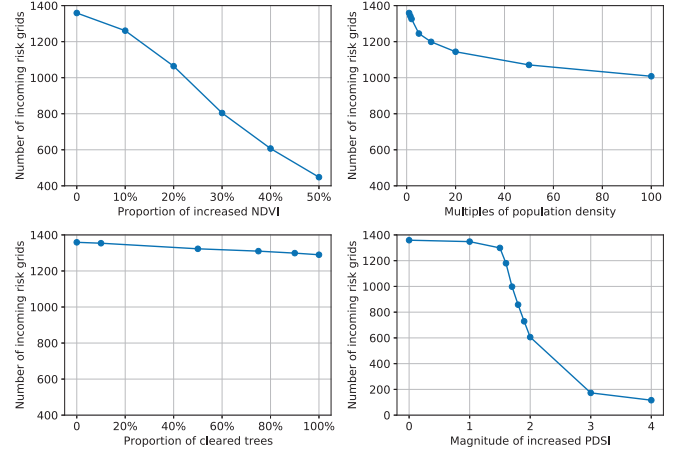 1400
1200
1000
800
600
400
Number of incoming risk grids
0 10% 20% 30% 40% 50%
Proportion of increased NDVI
1400
1200
1000
800
600
400
Number of incoming risk grids
0 20 40 60 80 100
Multiples of population density
1400
1200
1000
800
600
400
Number of incoming risk grids
0 20% 40% 60% 80% 100%
Proportion of cleared trees
1400
1200
1000
800
600
400
200
0
Number of incoming risk grids
0 1 2 3 4
Magnitude of increased PDSI